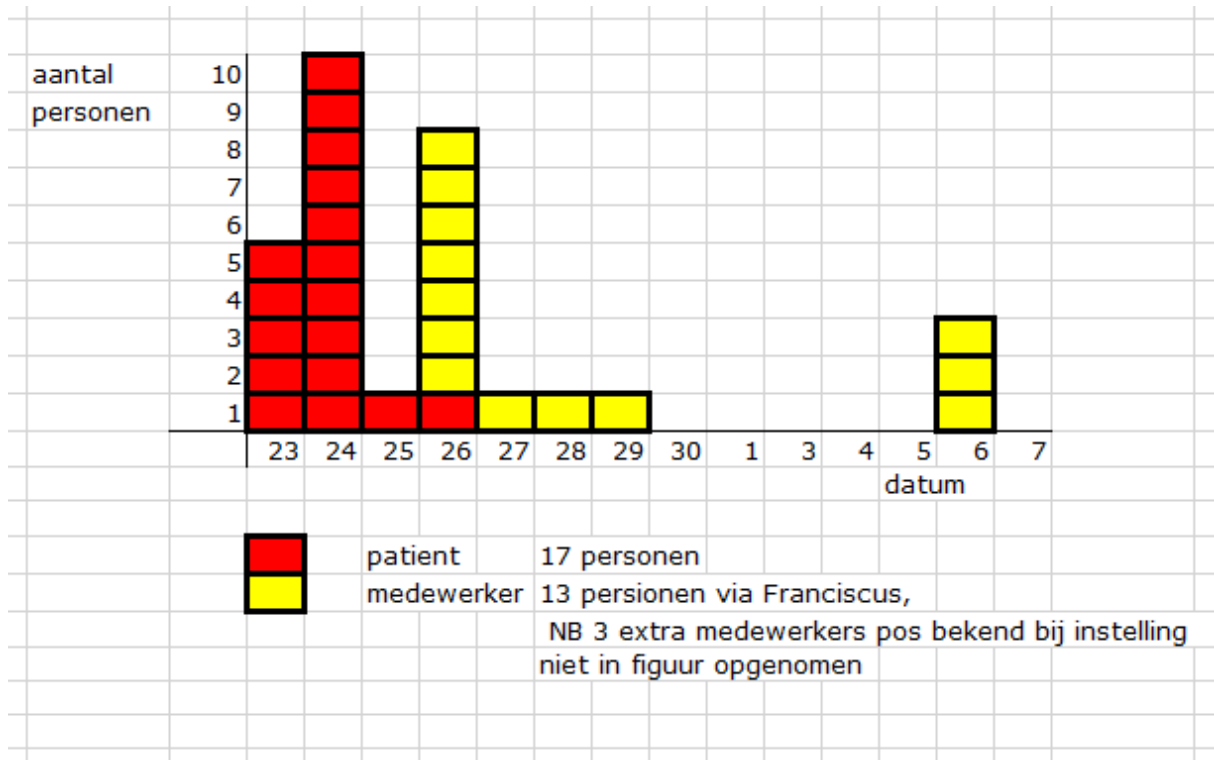 aantal 10
personen 9
8
7
6
5
4
3
2
1
23 24 25 26 27 28 29 30 1 3 4 5 6 7
datum
patient 17 personen
medewerker 13 persionen via Franciscus,
NB 3 extra medewerkers pos bekend bij instelling
niet in figuur opgenomen